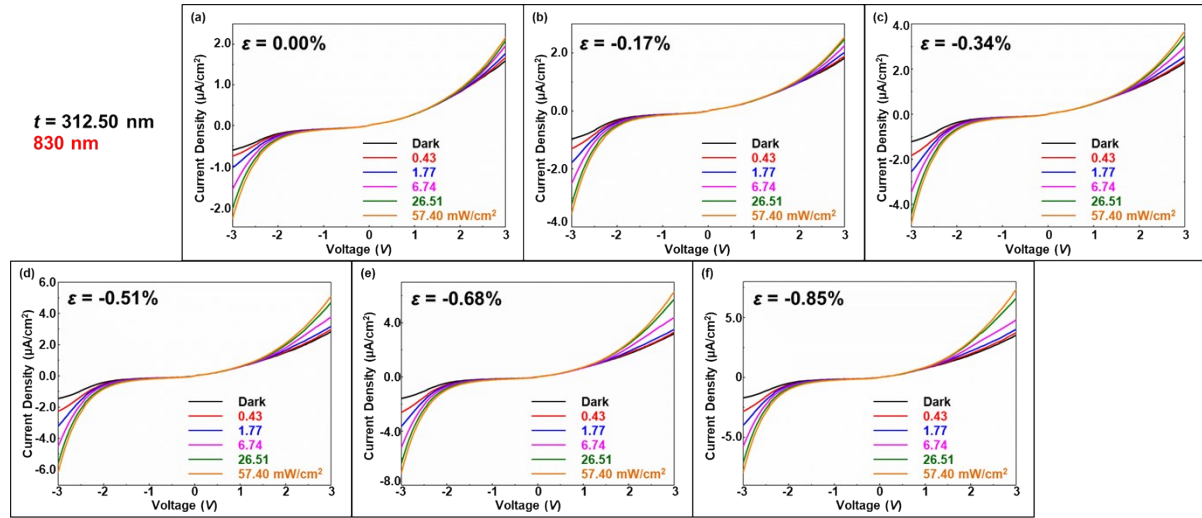 t = 312.50 nm
830 nm
(a)
ε = 0.00%
Current Density (μA/cm²)
2.0
1.0
0.0
-1.0
-2.0
Dark
0.43
1.77
6.74
26.51
57.40 mW/cm²
-3 -2 -1 0 1 2 3
Voltage (V)
(b)
ε = -0.17%
Current Density (μA/cm²)
2.0
0.0
-2.0
-4.0
Dark
0.43
1.77
6.74
26.51
57.40 mW/cm²
-3 -2 -1 0 1 2 3
Voltage (V)
(c)
ε = -0.34%
Current Density (μA/cm²)
4.0
2.0
0.0
-2.0
-4.0
Dark
0.43
1.77
6.74
26.51
57.40 mW/cm²
-3 -2 -1 0 1 2 3
Voltage (V)
(d)
ε = -0.51%
Current Density (μA/cm²)
6.0
4.0
2.0
0.0
-2.0
-4.0
-6.0
Dark
0.43
1.77
6.74
26.51
57.40 mW/cm²
-3 -2 -1 0 1 2 3
Voltage (V)
(e)
ε = -0.68%
Current Density (μA/cm²)
4.0
0.0
-4.0
-8.0
Dark
0.43
1.77
6.74
26.51
57.40 mW/cm²
-3 -2 -1 0 1 2 3
Voltage (V)
(f)
ε = -0.85%
Current Density (μA/cm²)
5.0
0
-5.0
Dark
0.43
1.77
6.74
26.51
57.40 mW/cm²
-3 -2 -1 0 1 2 3
Voltage (V)